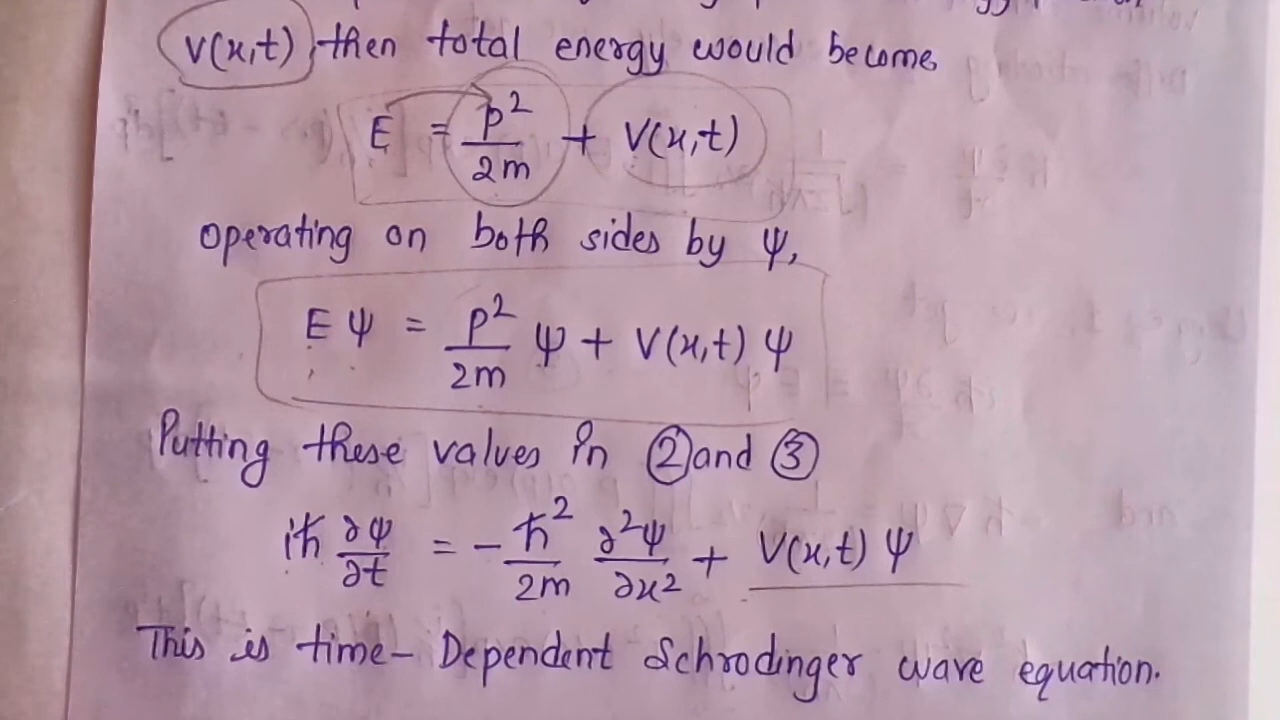 V(x,t) then total energy would become
E = p²/2m + V(x,t)
operating on both sides by ψ,
Eψ = p²/2m ψ + V(x,t) ψ
Putting these values in ② and ③
iħ ∂ψ/∂t = - ħ²/2m ∂²ψ/∂x² + V(x,t) ψ
This is time- Dependent Schrodinger wave equation.